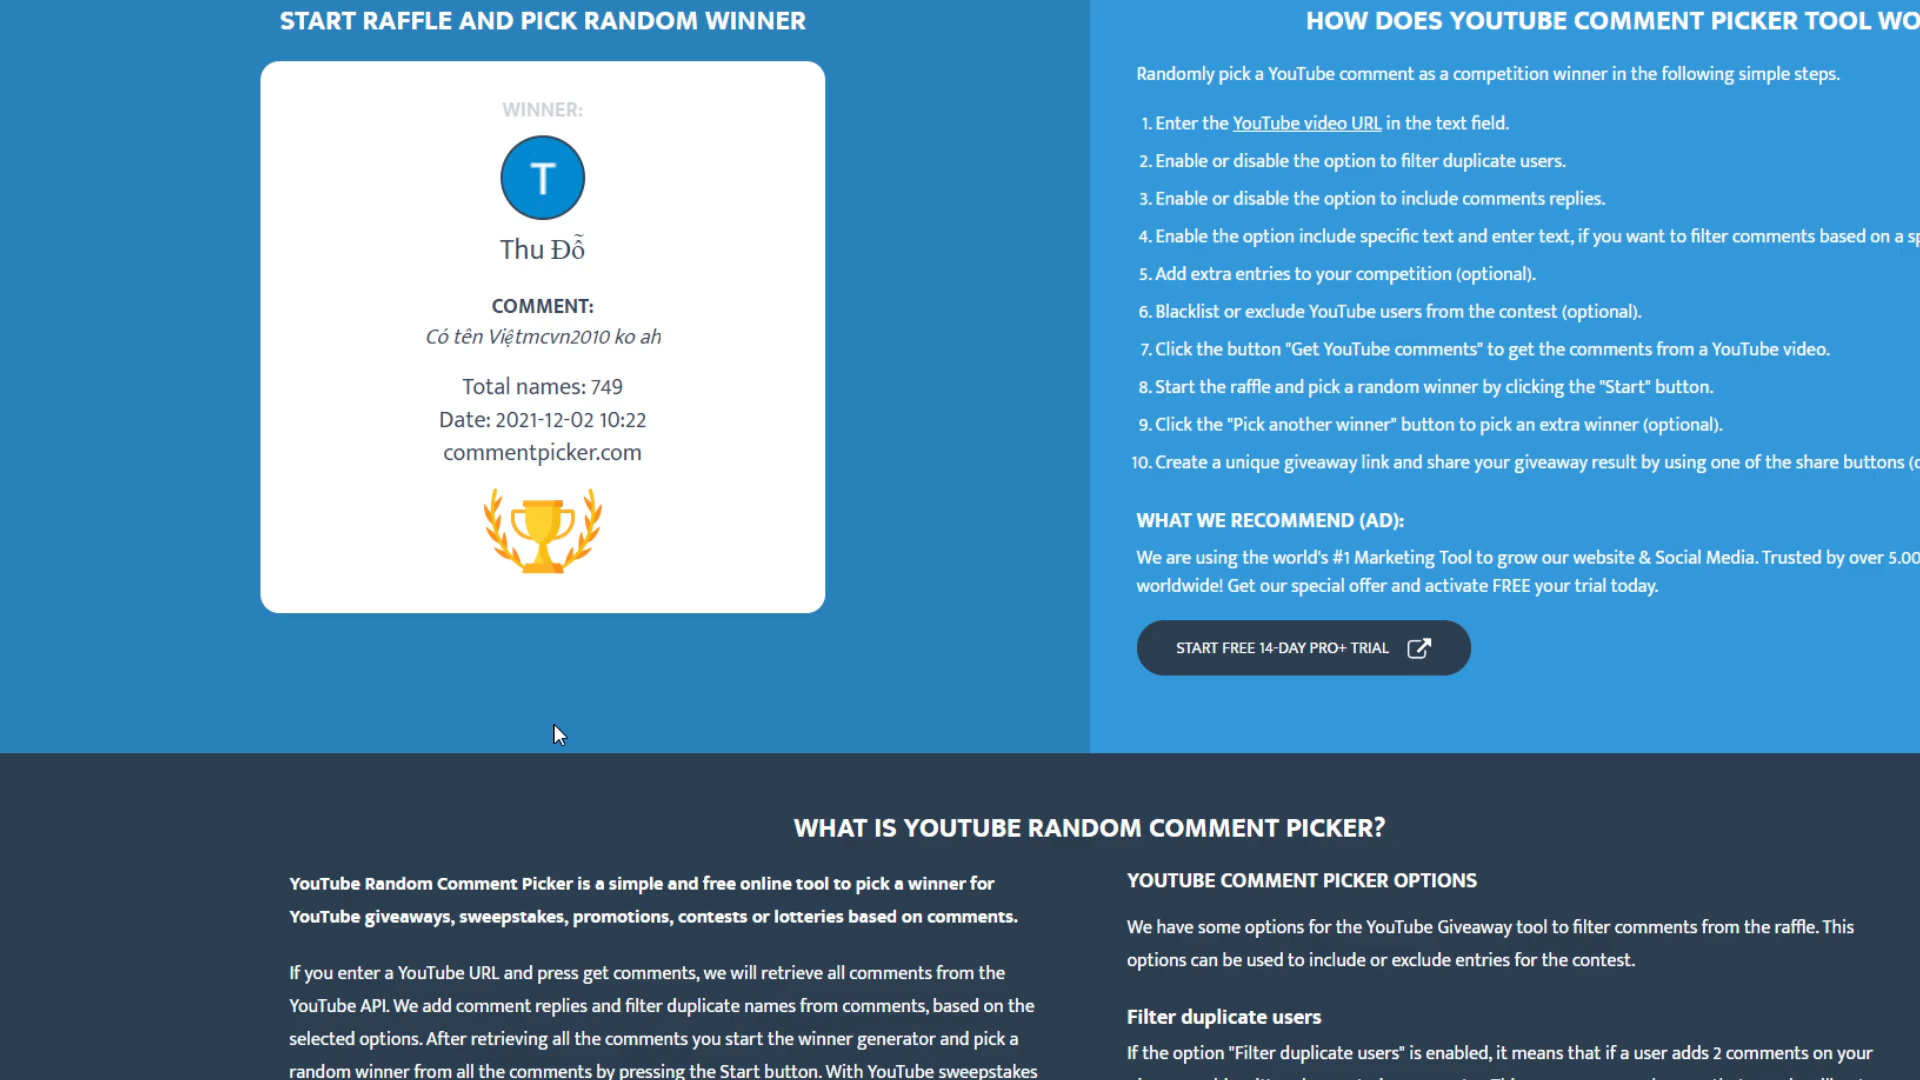 START RAFFLE AND PICK RANDOM WINNER
WINNER:
T
Thu Đỗ
COMMENT:
Có tên Việtmcvn2010 ko ah
Total names: 749
Date: 2021-12-02 10:22
commentpicker.com
HOW DOES YOUTUBE COMMENT PICKER TOOL WO
Randomly pick a YouTube comment as a competition winner in the following simple steps.
1. Enter the YouTube video URL in the text field.
2. Enable or disable the option to filter duplicate users.
3. Enable or disable the option to include comments replies.
4. Enable the option include specific text and enter text, if you want to filter comments based on a sp
5. Add extra entries to your competition (optional).
6. Blacklist or exclude YouTube users from the contest (optional).
7. Click the button "Get YouTube comments" to get the comments from a YouTube video.
8. Start the raffle and pick a random winner by clicking the "Start" button.
9. Click the "Pick another winner" button to pick an extra winner (optional).
10. Create a unique giveaway link and share your giveaway result by using one of the share buttons (o
WHAT WE RECOMMEND (AD):
We are using the world's #1 Marketing Tool to grow our website & Social Media. Trusted by over 5.00
worldwide! Get our special offer and activate FREE your trial today.
START FREE 14-DAY PRO+ TRIAL
WHAT IS YOUTUBE RANDOM COMMENT PICKER?
YouTube Random Comment Picker is a simple and free online tool to pick a winner for
YouTube giveaways, sweepstakes, promotions, contests or lotteries based on comments.
If you enter a YouTube URL and press get comments, we will retrieve all comments from the
YouTube API. We add comment replies and filter duplicate names from comments, based on the
selected options. After retrieving all the comments you start the winner generator and pick a
random winner from all the comments by pressing the Start button. With YouTube sweepstakes
YOUTUBE COMMENT PICKER OPTIONS
We have some options for the YouTube Giveaway tool to filter comments from the raffle. This
options can be used to include or exclude entries for the contest.
Filter duplicate users
If the option "Filter duplicate users" is enabled, it means that if a user adds 2 comments on your